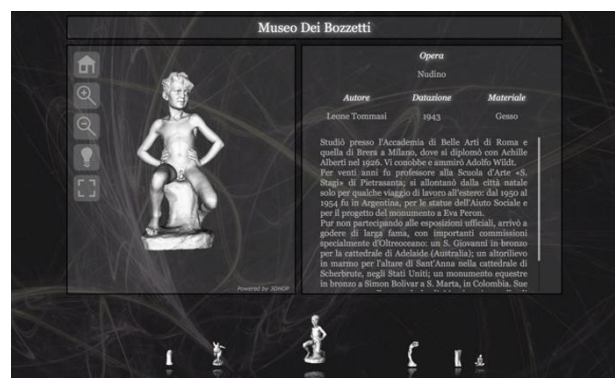 Museo Dei Bozzetti
Opera
Nudino
Autore Datazione Materiale
Leone Tommasi 1943 Gesso
Studiò presso l'Accademia di Belle Arti di Roma e
quella di Brera a Milano, dove si diplomò con Achille
Alberti nel 1926. Vi conobbe e ammirò Adolfo Wildt.
Per venti anni fu professore alla Scuola d'Arte «S.
Stagi» di Pietrasanta; si allontanò dalla città natale
solo per qualche viaggio di lavoro all'estero: dal 1950 al
1954 fu in Argentina, per le statue dell'Aiuto Sociale e
per il progetto del monumento a Eva Peron.
Pur non partecipando alle esposizioni ufficiali, arrivò a
godere di larga fama, con importanti commissioni
specialmente d'Oltreoceano: un S. Giovanni in bronzo
per la cattedrale di Adelaide (Australia); un altorilievo
in marmo per l'altare di Sant'Anna nella cattedrale di
Scherbrute, negli Stati Uniti; un monumento equestre
in bronzo a Simon Bolivar a S. Marta, in Colombia. Sue
Powered by 3DHOP